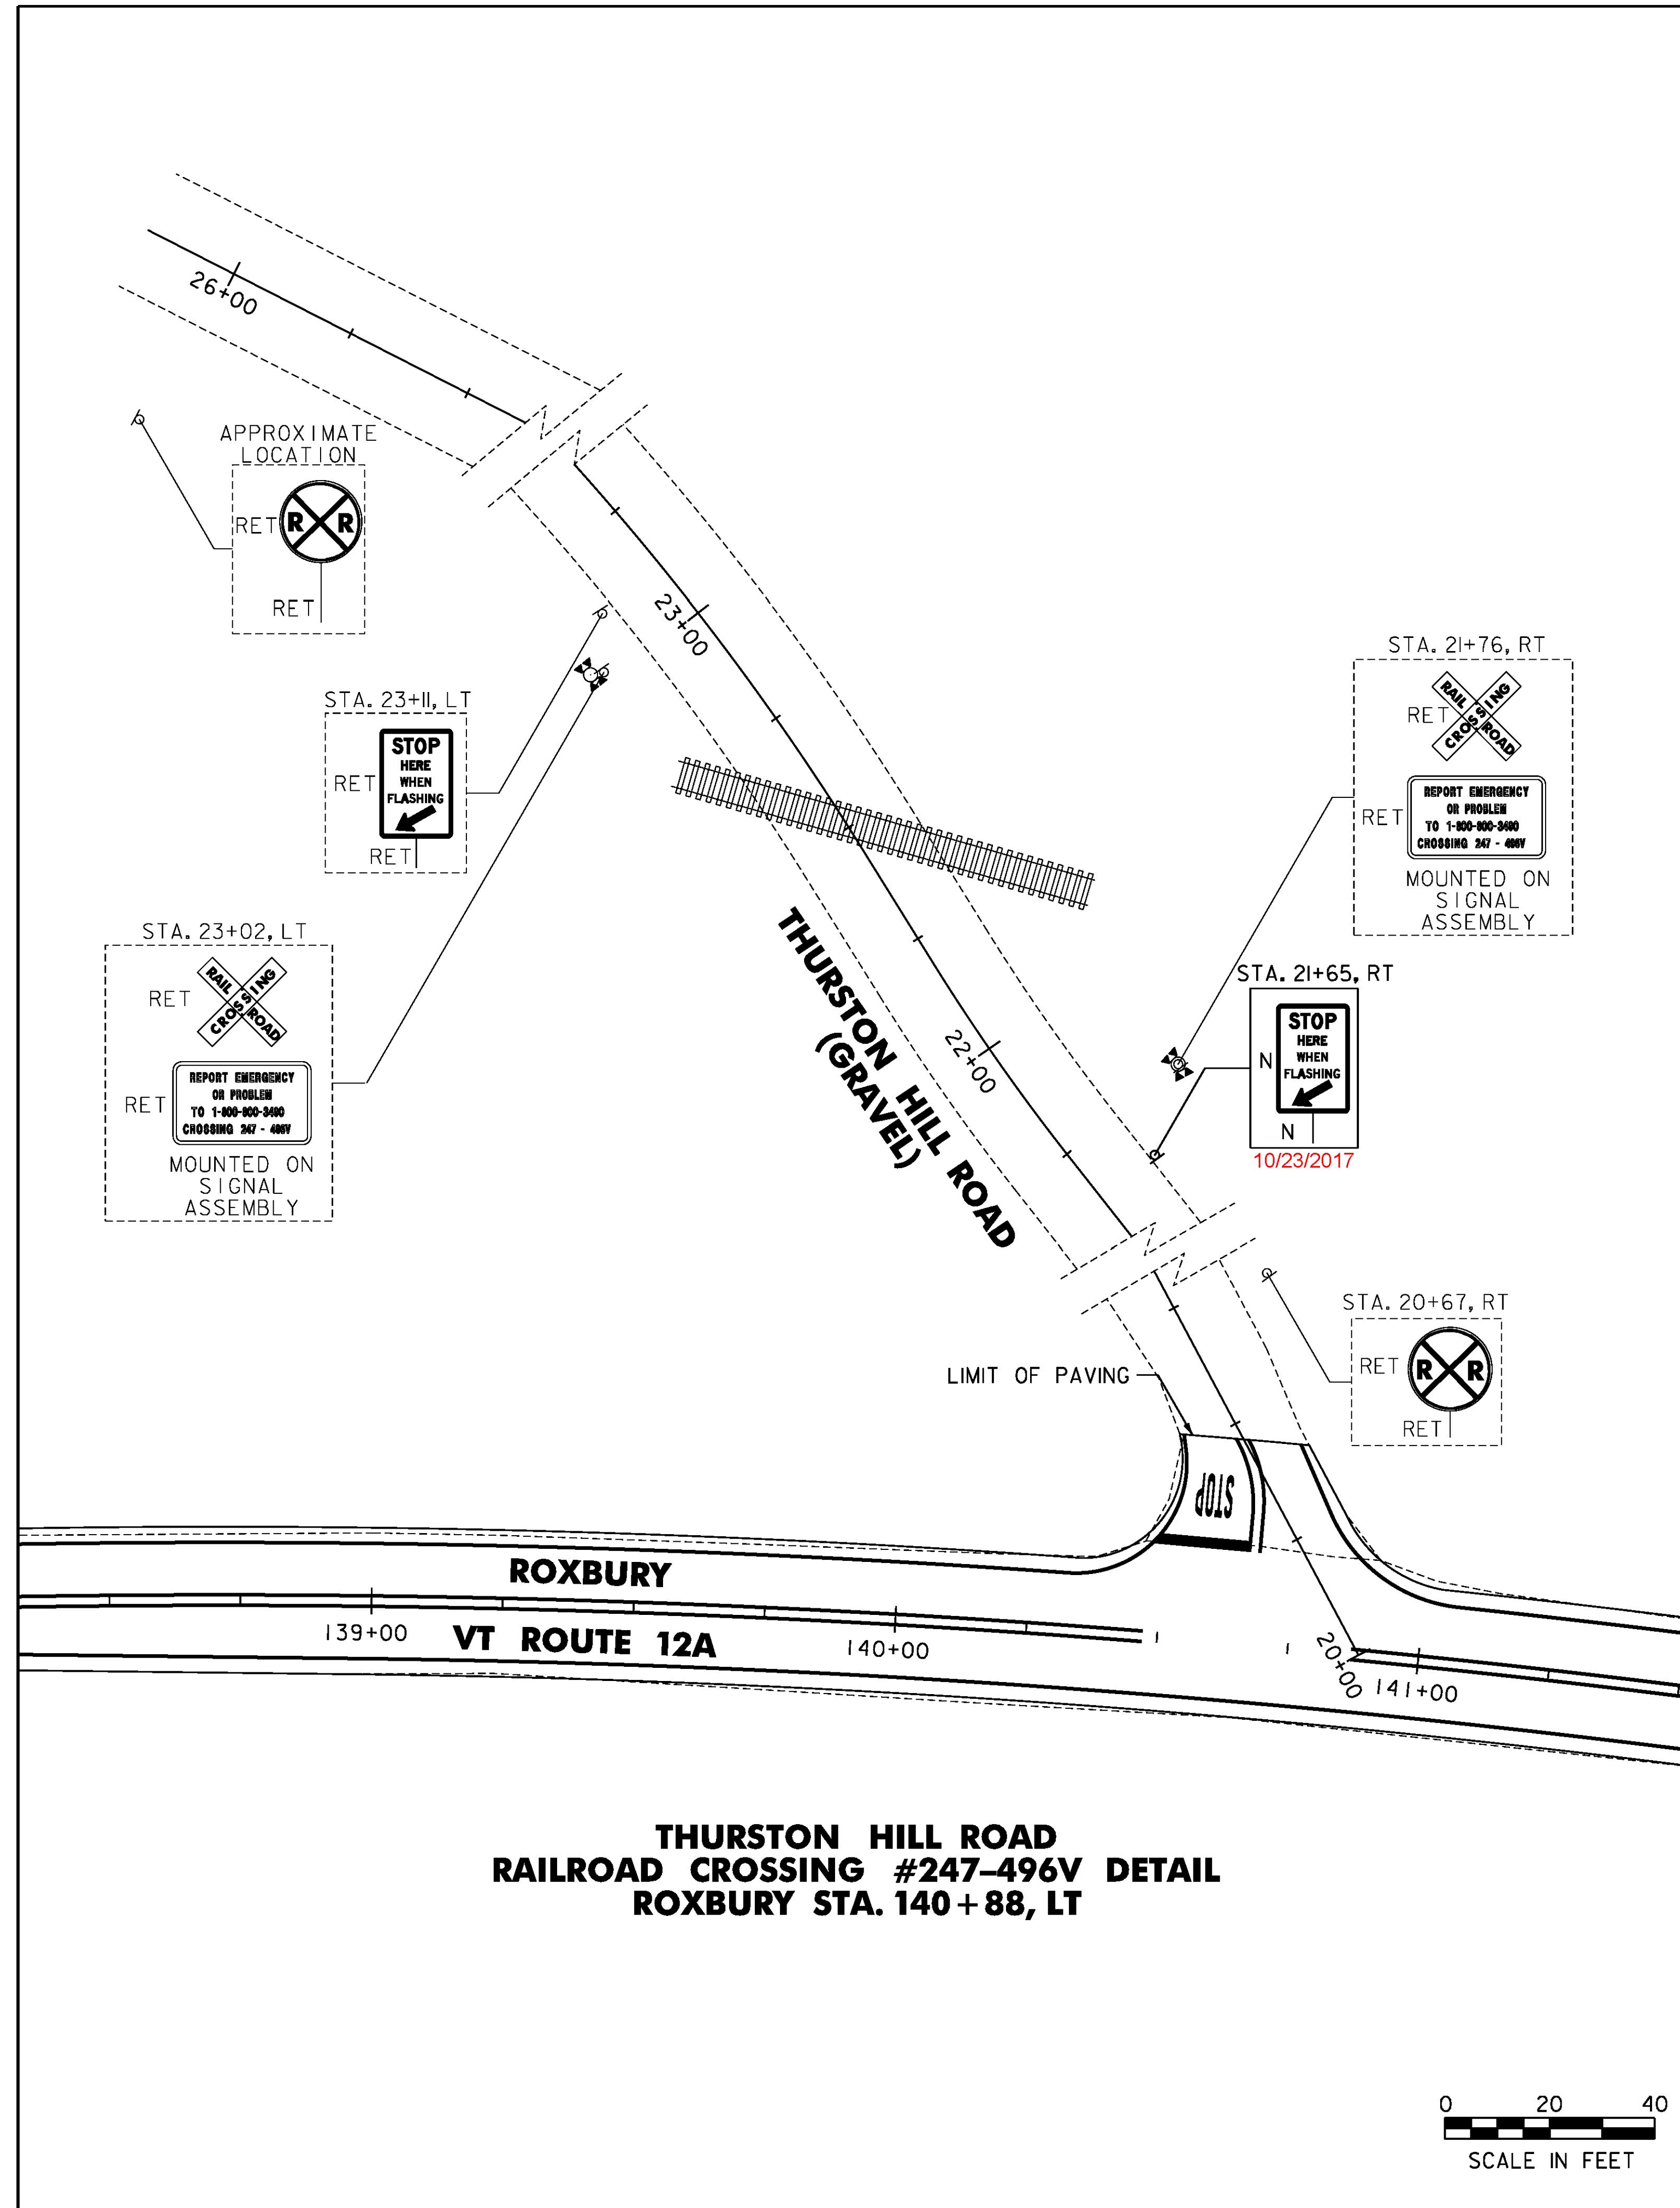 26+00
APPROXIMATE
LOCATION
RET
R R
RET
23+00
STA. 23+11, LT
STOP
HERE
WHEN
FLASHING
RET
RET
STA. 21+76, RT
RET
RAIL ROAD
CROSSING
RET
REPORT EMERGENCY
OR PROBLEM
TO 1-800-800-3490
CROSSING 247 - 496V
MOUNTED ON
SIGNAL
ASSEMBLY
STA. 23+02, LT
RET
RAIL ROAD
CROSSING
RET
REPORT EMERGENCY
OR PROBLEM
TO 1-800-800-3490
CROSSING 247 - 496V
MOUNTED ON
SIGNAL
ASSEMBLY
THURSTON HILL ROAD
(GRAVEL)
22+00
STA. 21+65, RT
N
STOP
HERE
WHEN
FLASHING
N
10/23/2017
STA. 20+67, RT
RET
R R
RET
LIMIT OF PAVING
STOP
ROXBURY
139+00
VT ROUTE 12A
140+00
20+00
141+00
THURSTON HILL ROAD
RAILROAD CROSSING #247–496V DETAIL
ROXBURY STA. 140+88, LT
0 20 40
SCALE IN FEET